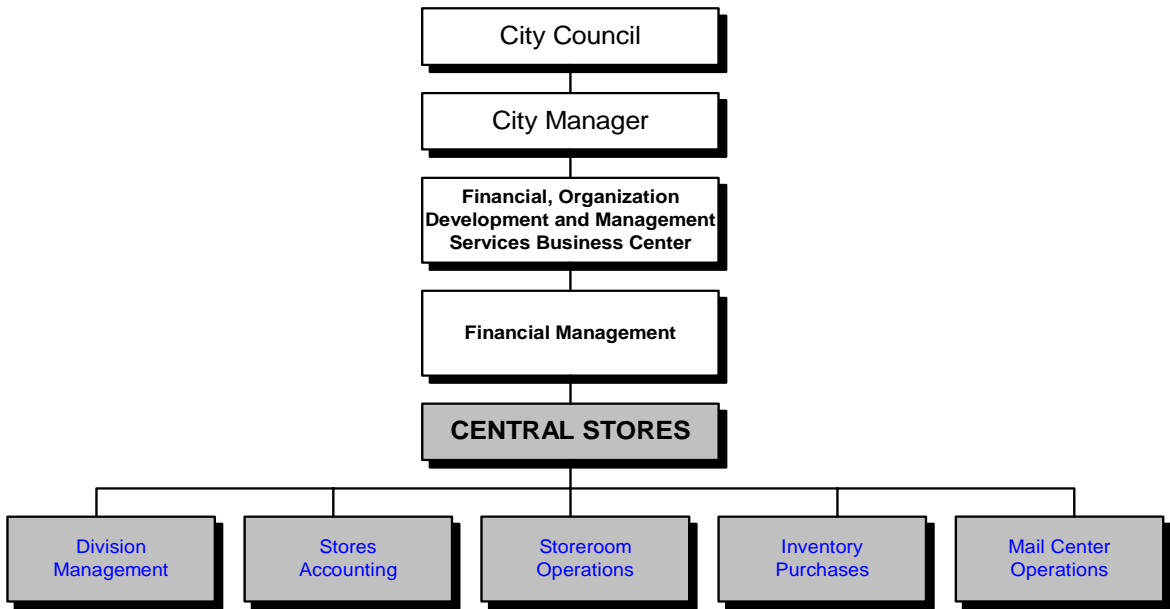 City Council
City Manager
Financial, Organization
Development and Management
Services Business Center
Financial Management
CENTRAL STORES
Division
Management
Stores
Accounting
Storeroom
Operations
Inventory
Purchases
Mail Center
Operations